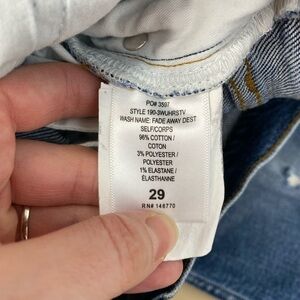 PO# 3597
STYLE 190-3WUHRSTV
WASH NAME: FADE AWAY DEST
SELF/CORPS
96% COTTON /
COTON
3% POLYESTER /
POLYESTER
1% ELASTANE /
ÉLASTHANNE
29
RN# 146770